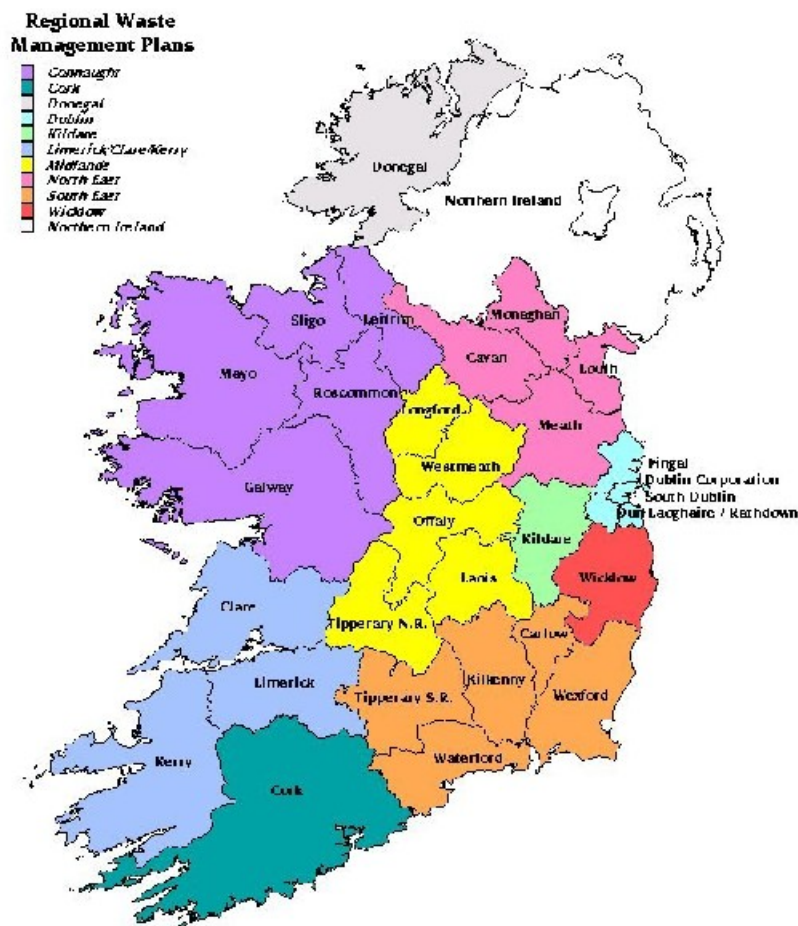 Regional Waste
Management Plans
Connaught
Cork
Donegal
Dublin
Kildare
Limerick/Clare/Kerry
Midlands
North East
South East
Wicklow
Northern Ireland
Donegal
Northern Ireland
Monaghan
Sligo
Leitrim
Cavan
Louth
Mayo
Roscommon
Longford
Meath
Westmeath
Fingal
Galway
Dublin Corporation
South Dublin
Dun Laoghaire / Rathdown
Offaly
Kildare
Laois
Wicklow
Clare
Tipperary N.R.
Carlow
Limerick
Kilkenny
Tipperary S.R.
Wexford
Waterford
Kerry
Cork